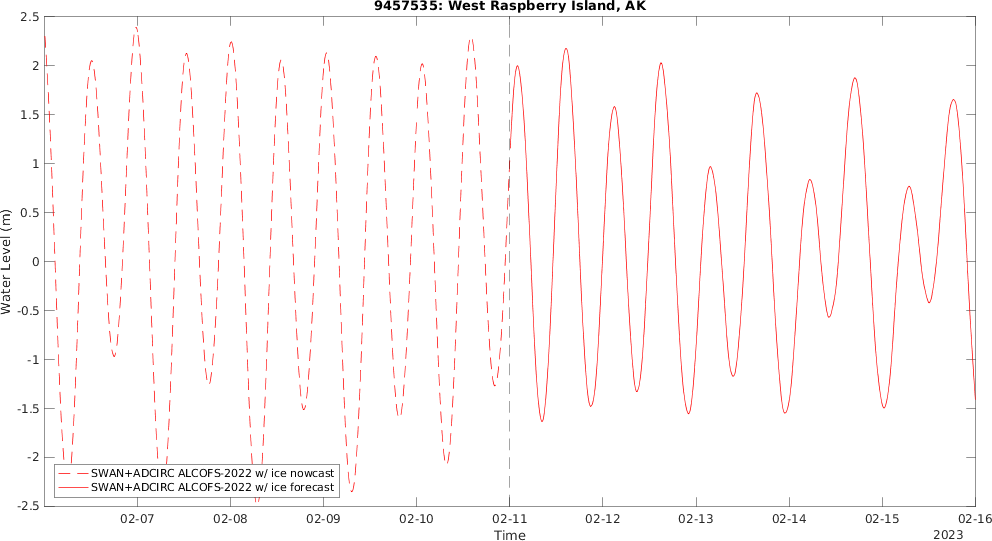 9457535: West Raspberry Island, AK
2.5
2
1.5
1
0.5
0
-0.5
-1
-1.5
-2
-2.5
Water Level (m)
SWAN+ADCIRC ALCOFS-2022 w/ ice nowcast
SWAN+ADCIRC ALCOFS-2022 w/ ice forecast
02-07 02-08 02-09 02-10 02-11 02-12 02-13 02-14 02-15 02-16
Time
2023